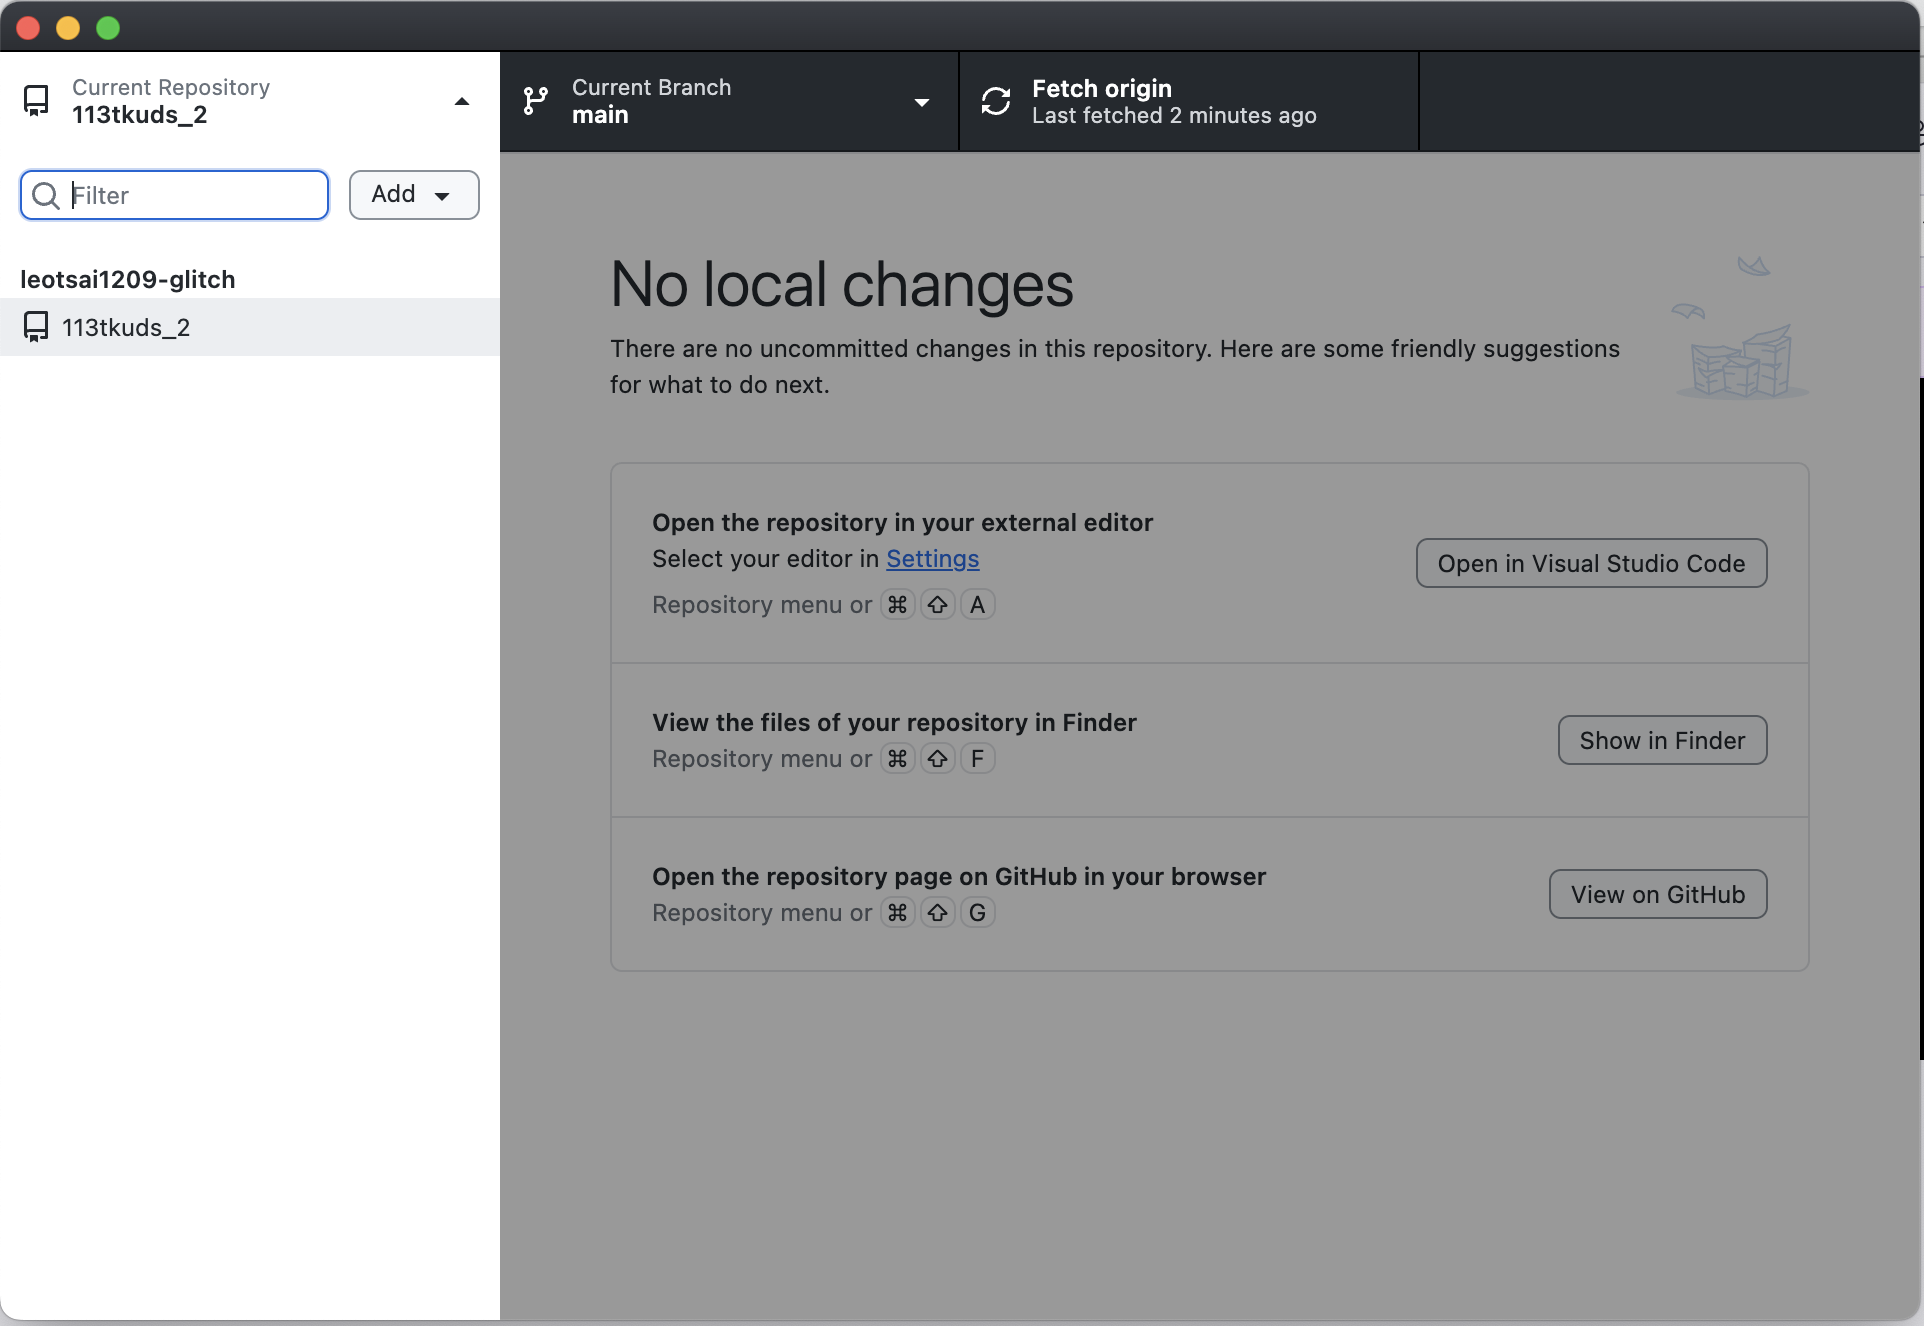 Current Repository
113tkuds_2
Current Branch
main
Fetch origin
Last fetched 2 minutes ago
Filter
Add
leotsai1209-glitch
113tkuds_2
No local changes
There are no uncommitted changes in this repository. Here are some friendly suggestions
for what to do next.
Open the repository in your external editor
Select your editor in Settings
Repository menu or ⌘ ⇧ A
Open in Visual Studio Code
View the files of your repository in Finder
Repository menu or ⌘ ⇧ F
Show in Finder
Open the repository page on GitHub in your browser
Repository menu or ⌘ ⇧ G
View on GitHub